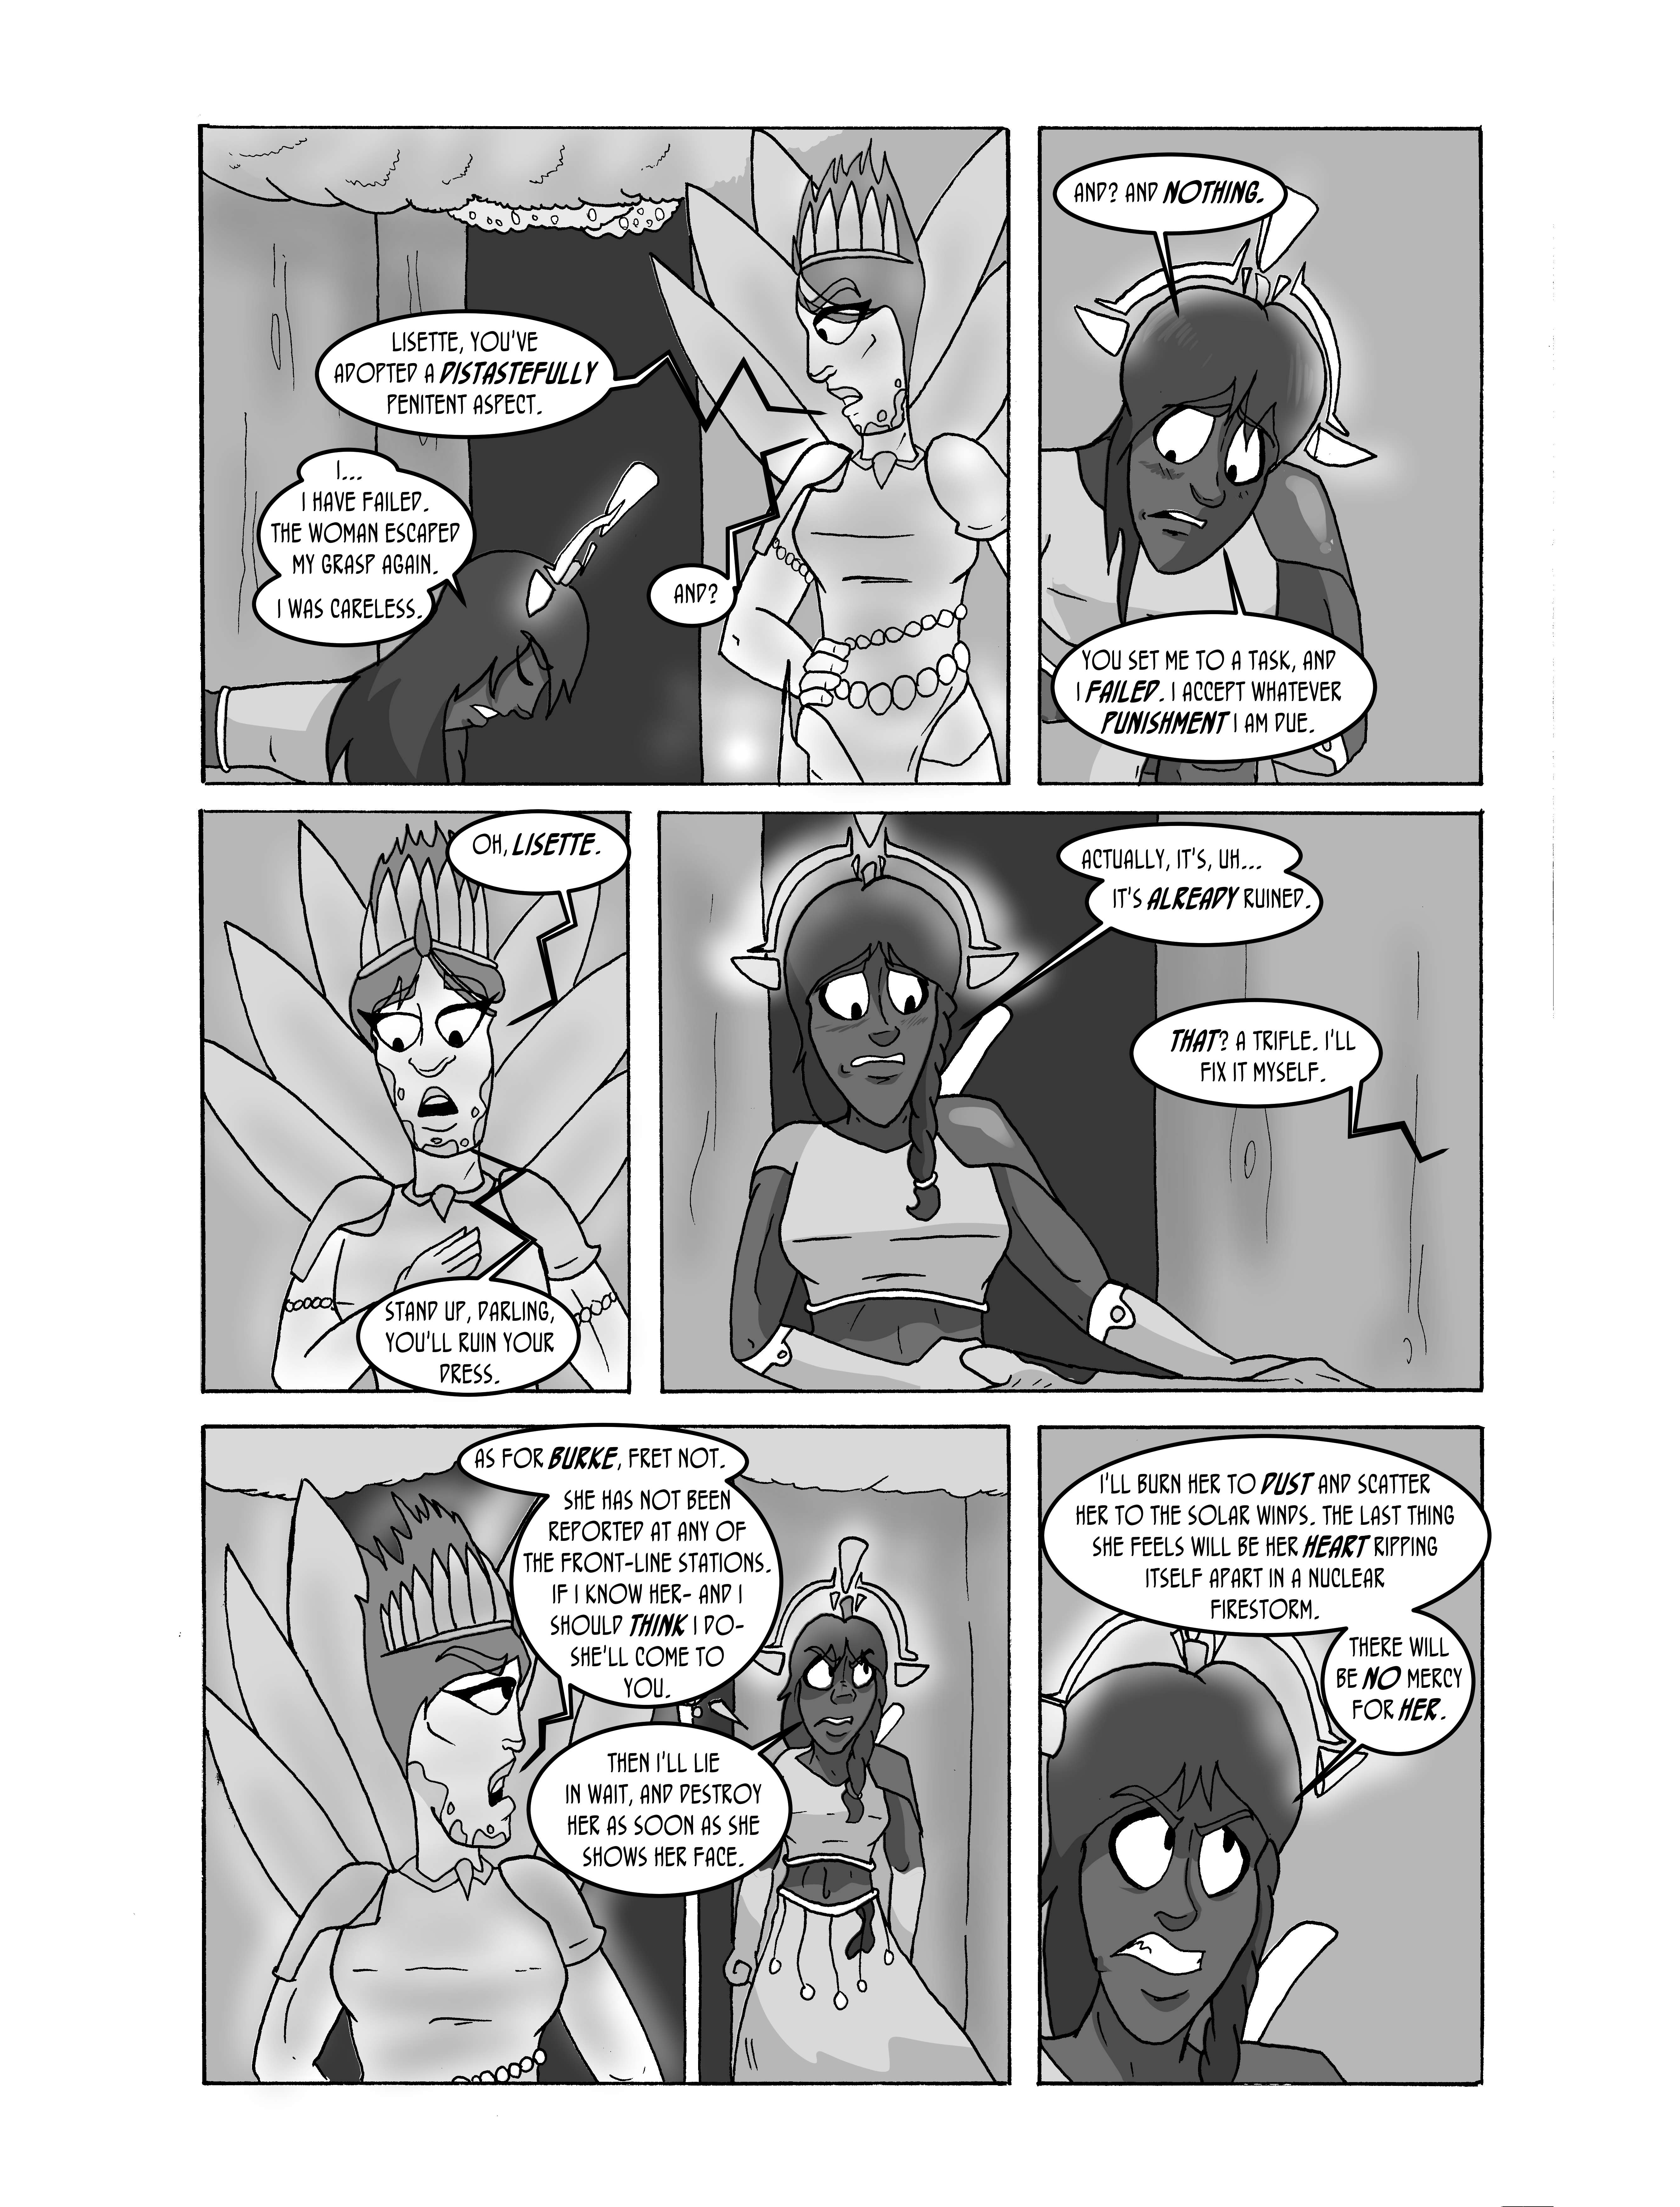 LISETTE, YOU'VE
ADOPTED A DISTASTEFULLY
PENITENT ASPECT.
I...
I HAVE FAILED.
THE WOMAN ESCAPED
MY GRASP AGAIN.
I WAS CARELESS.
AND?
AND? AND NOTHING.
YOU SET ME TO A TASK, AND
I FAILED. I ACCEPT WHATEVER
PUNISHMENT I AM DUE.
OH, LISETTE.
STAND UP, DARLING,
YOU'LL RUIN YOUR
DRESS.
ACTUALLY, IT'S, UH...
IT'S ALREADY RUINED.
THAT? A TRIFLE. I'LL
FIX IT MYSELF.
AS FOR BURKE, FRET NOT.
SHE HAS NOT BEEN
REPORTED AT ANY OF
THE FRONT-LINE STATIONS.
IF I KNOW HER- AND I
SHOULD THINK I DO-
SHE'LL COME TO
YOU.
THEN I'LL LIE
IN WAIT, AND DESTROY
HER AS SOON AS SHE
SHOWS HER FACE.
I'LL BURN HER TO DUST AND SCATTER
HER TO THE SOLAR WINDS. THE LAST THING
SHE FEELS WILL BE HER HEART RIPPING
ITSELF APART IN A NUCLEAR
FIRESTORM.
THERE WILL
BE NO MERCY
FOR HER.